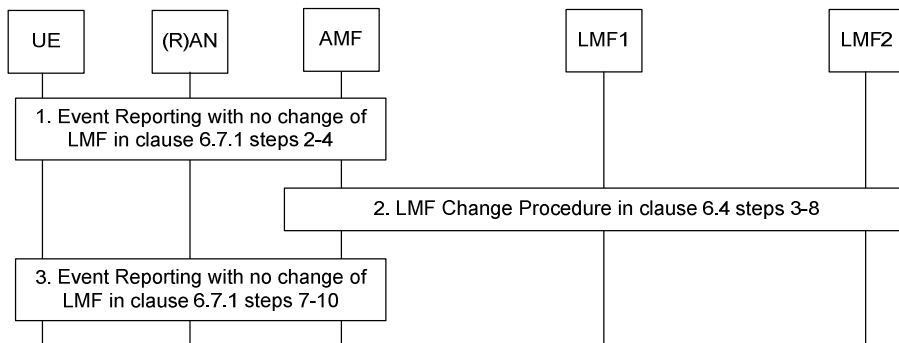 UE
(R)AN
AMF
LMF1
LMF2
1. Event Reporting with no change of
LMF in clause 6.7.1 steps 2-4
2. LMF Change Procedure in clause 6.4 steps 3-8
3. Event Reporting with no change of
LMF in clause 6.7.1 steps 7-10